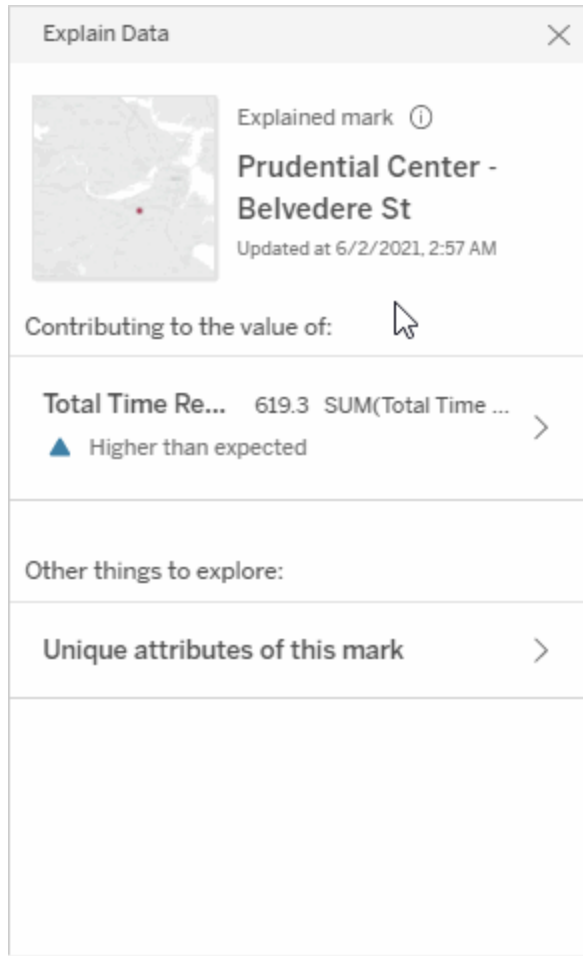 Explain Data
Explained mark
Prudential Center -
Belvedere St
Updated at 6/2/2021, 2:57 AM
Contributing to the value of:
Total Time Re... 619.3 SUM(Total Time ...
Higher than expected
Other things to explore:
Unique attributes of this mark